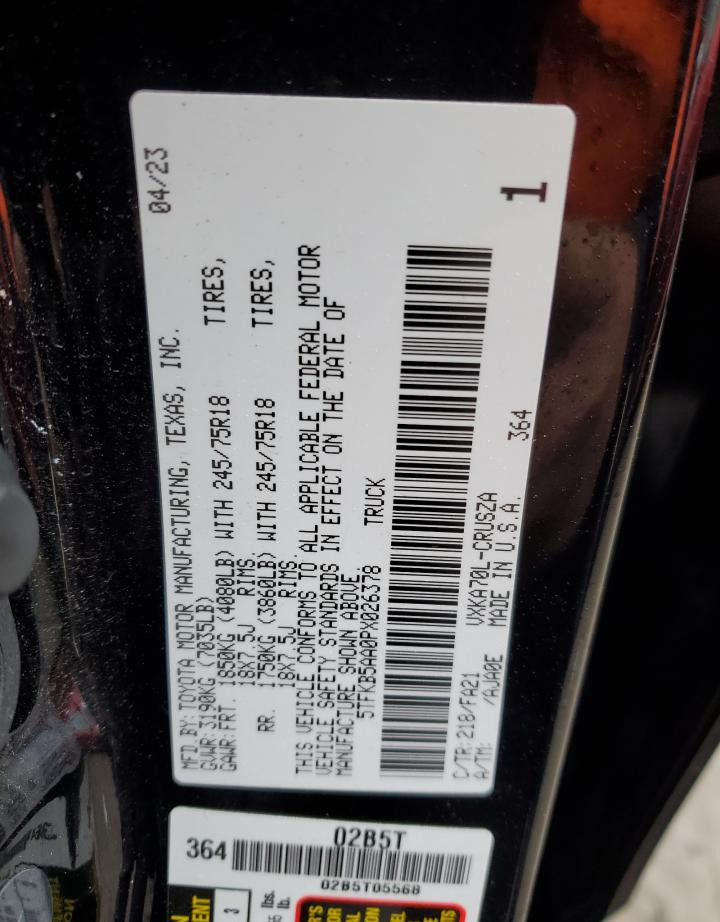 MFD BY: TOYOTA MOTOR MANUFACTURING, TEXAS, INC. 04/23
GVWR: 3190KG (7035LB)
GAWR: FRT. 1850KG (4080LB) WITH 245/75R18 TIRES,
18X7.5J RIMS.
RR. 1750KG (3860LB) WITH 245/75R18 TIRES,
18X7.5J RIMS
THIS VEHICLE CONFORMS TO ALL APPLICABLE FEDERAL MOTOR
VEHICLE SAFETY STANDARDS IN EFFECT ON THE DATE OF
MANUFACTURE SHOWN ABOVE.
5TFKB5AA0PX026378 TRUCK
C/TR: 218/FA21 VXKA70L-CRUSZA
A/TM: /AJA0E MADE IN U.S.A. 364
1
364 02B5T
02B5T05568
3
lbs.
lb.